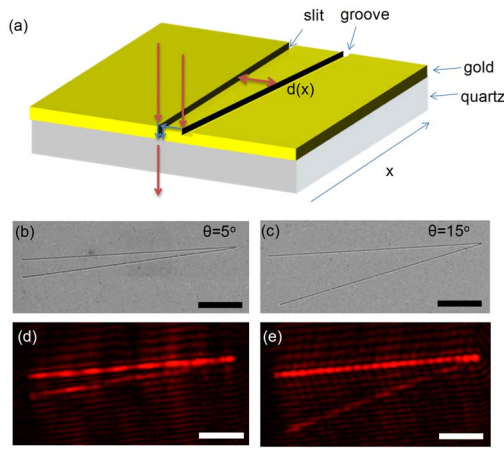 (a)
slit
groove
d(x)
gold
quartz
x
(b)
θ=5°
(c)
θ=15°
(d)
(e)